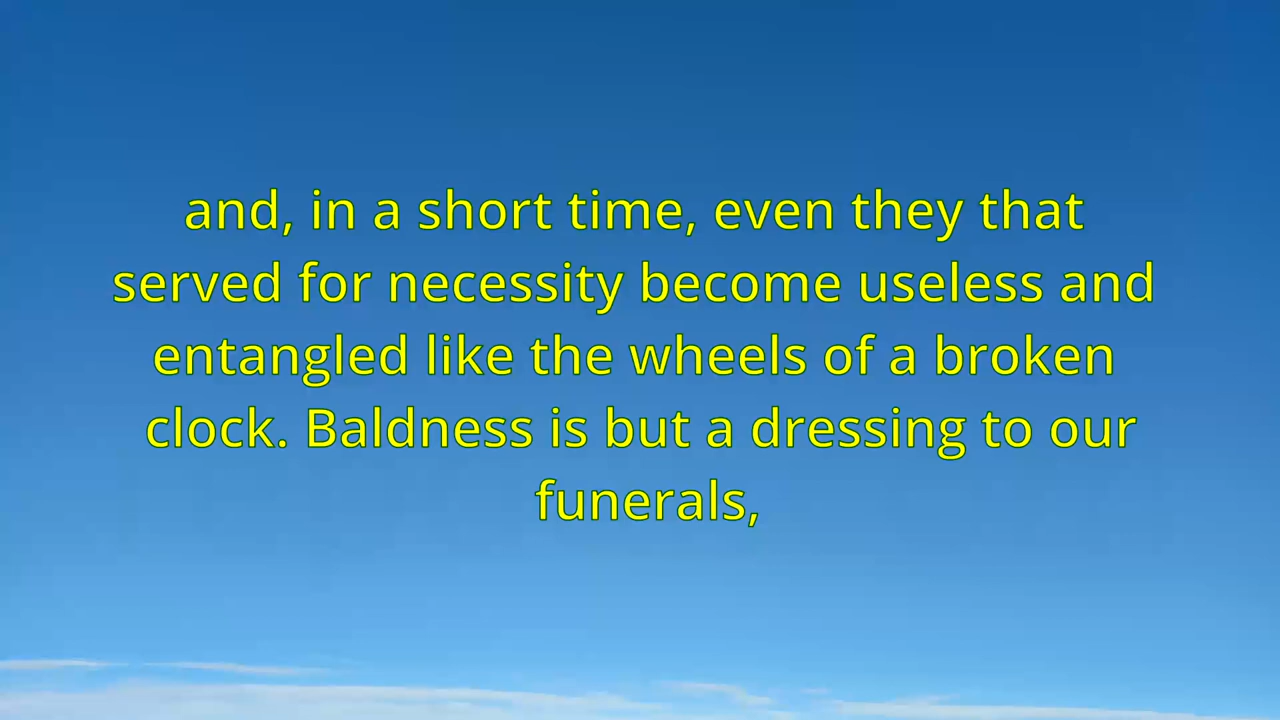 and, in a short time, even they that
served for necessity become useless and
entangled like the wheels of a broken
clock. Baldness is but a dressing to our
funerals,